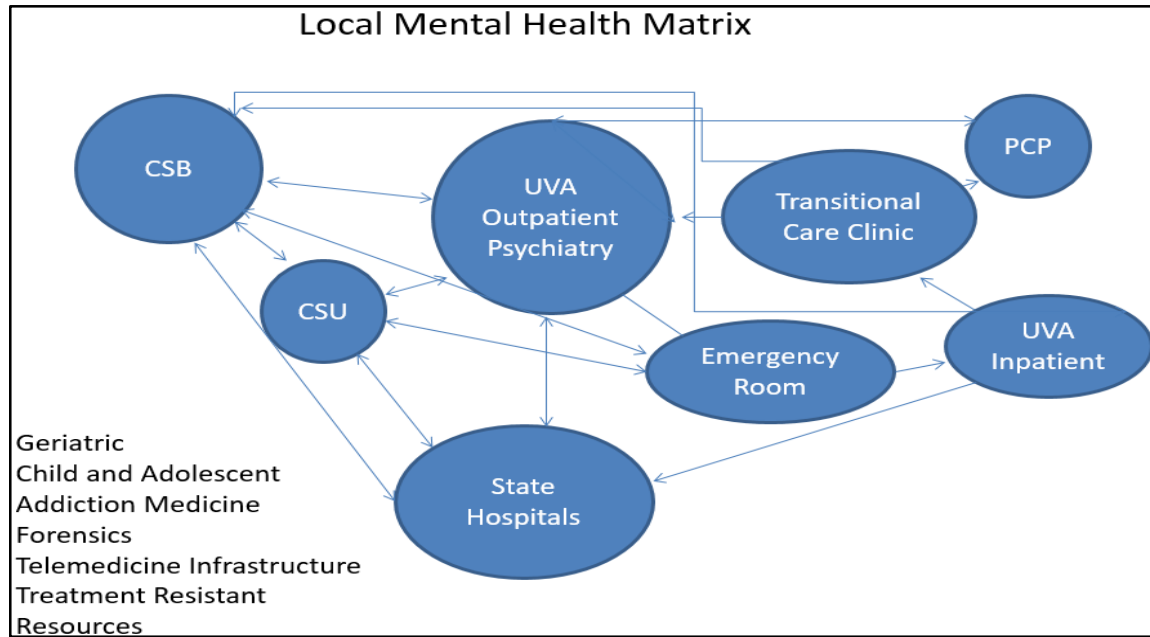 Local Mental Health Matrix
CSB
UVA
Outpatient
Psychiatry
Transitional
Care Clinic
PCP
CSU
Emergency
Room
UVA
Inpatient
State
Hospitals
Geriatric
Child and Adolescent
Addiction Medicine
Forensics
Telemedicine Infrastructure
Treatment Resistant
Resources